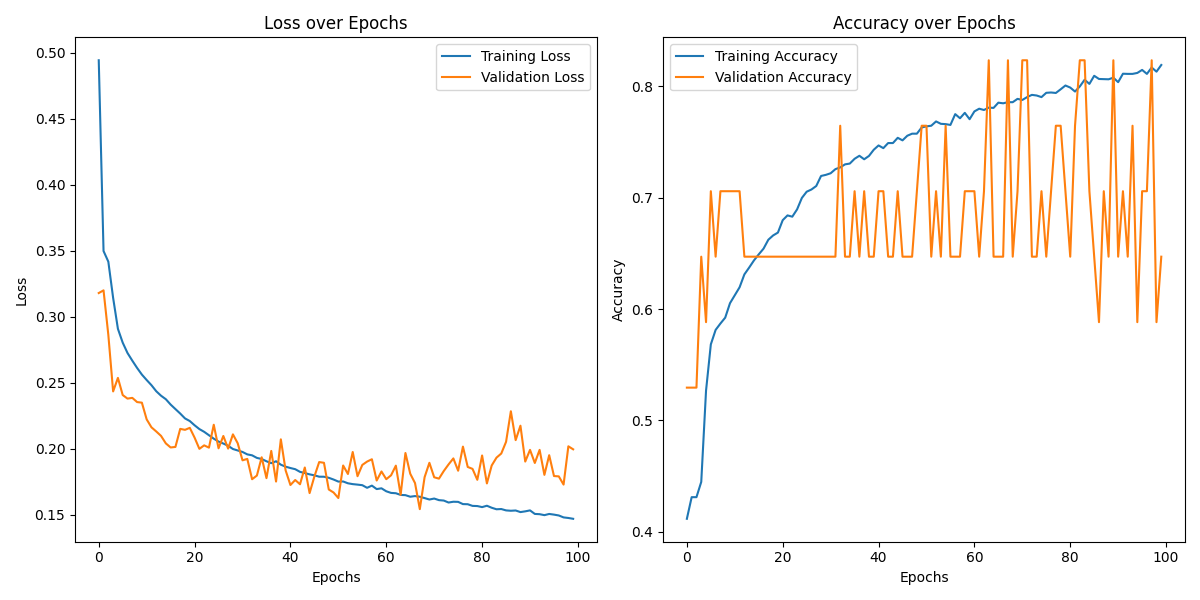 Loss over Epochs
Training Loss
Validation Loss
0.50
0.45
0.40
0.35
0.30
0.25
0.20
0.15
Loss
0
20
40
60
80
100
Epochs
Accuracy over Epochs
Training Accuracy
Validation Accuracy
0.8
0.7
0.6
0.5
0.4
Accuracy
0
20
40
60
80
100
Epochs